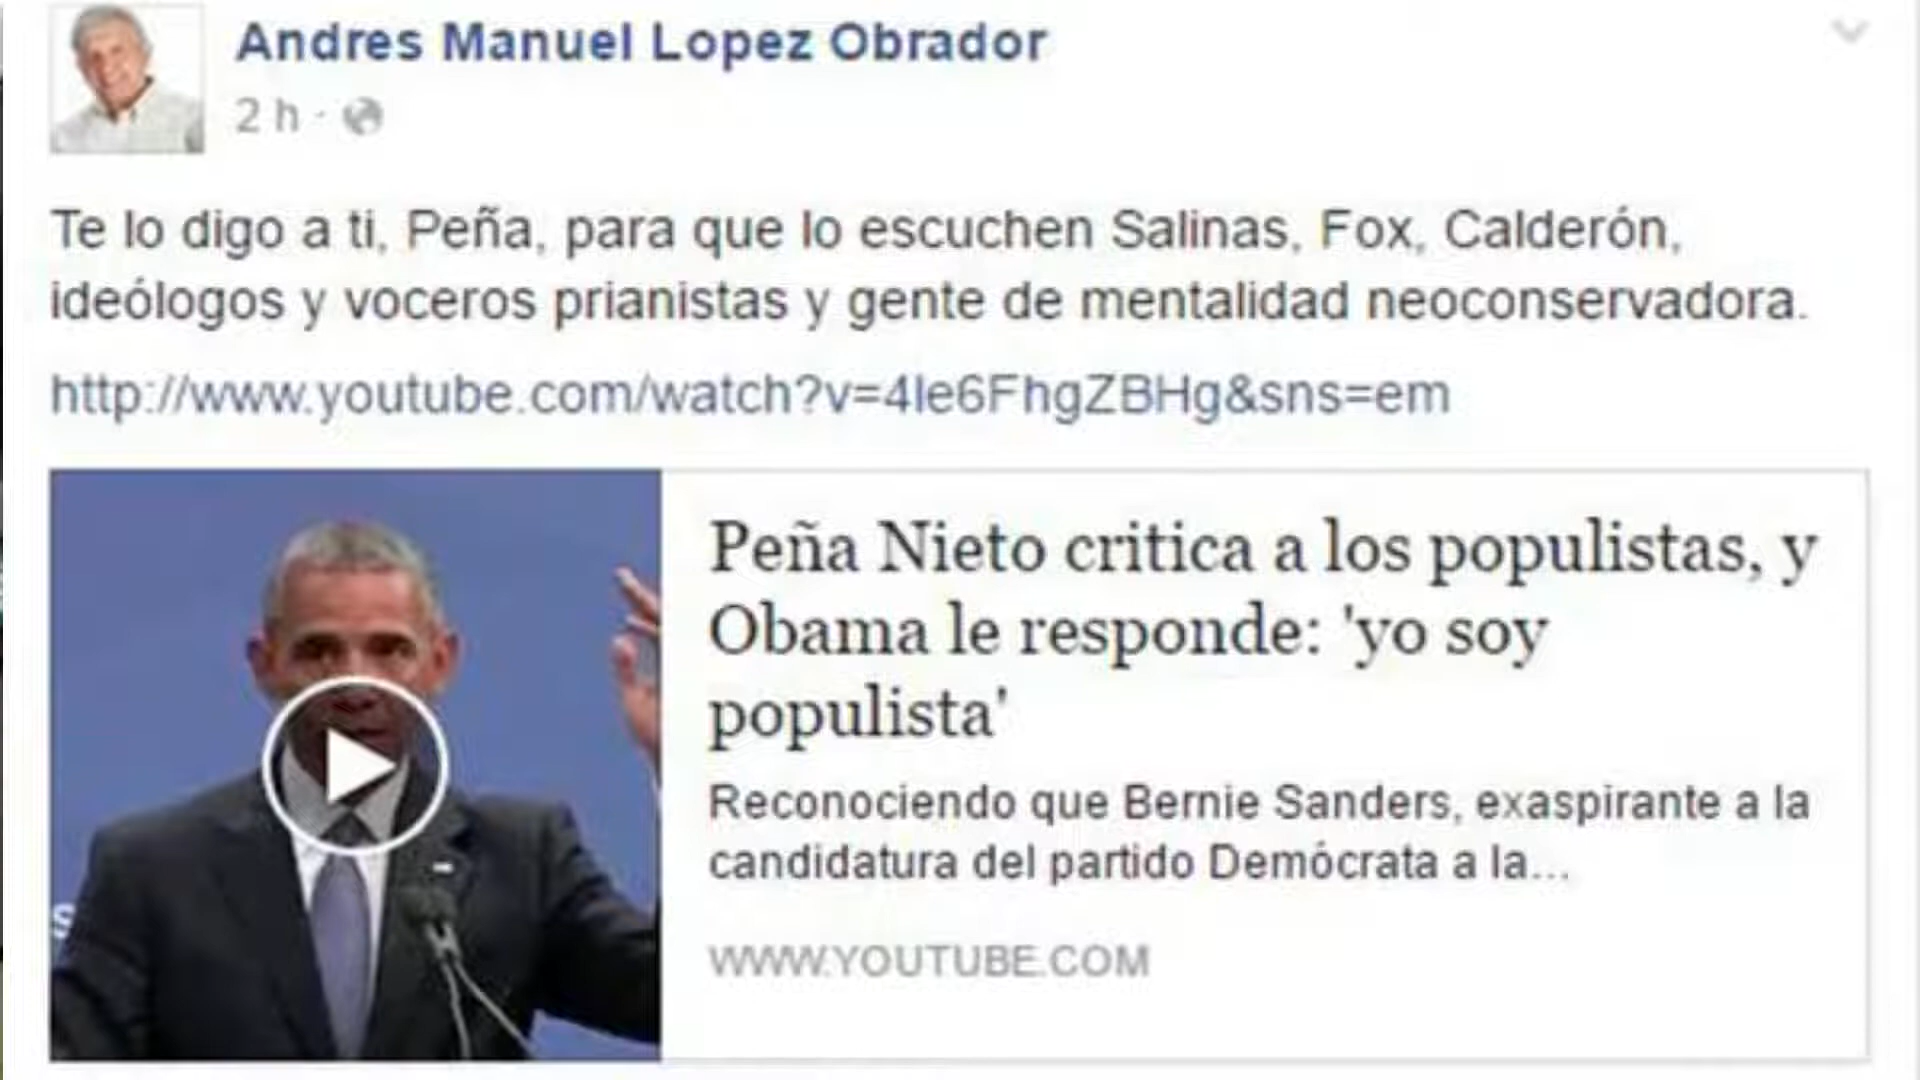 Andres Manuel Lopez Obrador
2 h ·
Te lo digo a ti, Peña, para que lo escuchen Salinas, Fox, Calderón,
ideólogos y voceros prianistas y gente de mentalidad neoconservadora.
http://www.youtube.com/watch?v=4Ie6FhgZBHg&sns=em
Peña Nieto critica a los populistas, y
Obama le responde: 'yo soy
populista'
Reconociendo que Bernie Sanders, exaspirante a la
candidatura del partido Demócrata a la...
WWW.YOUTUBE.COM
S